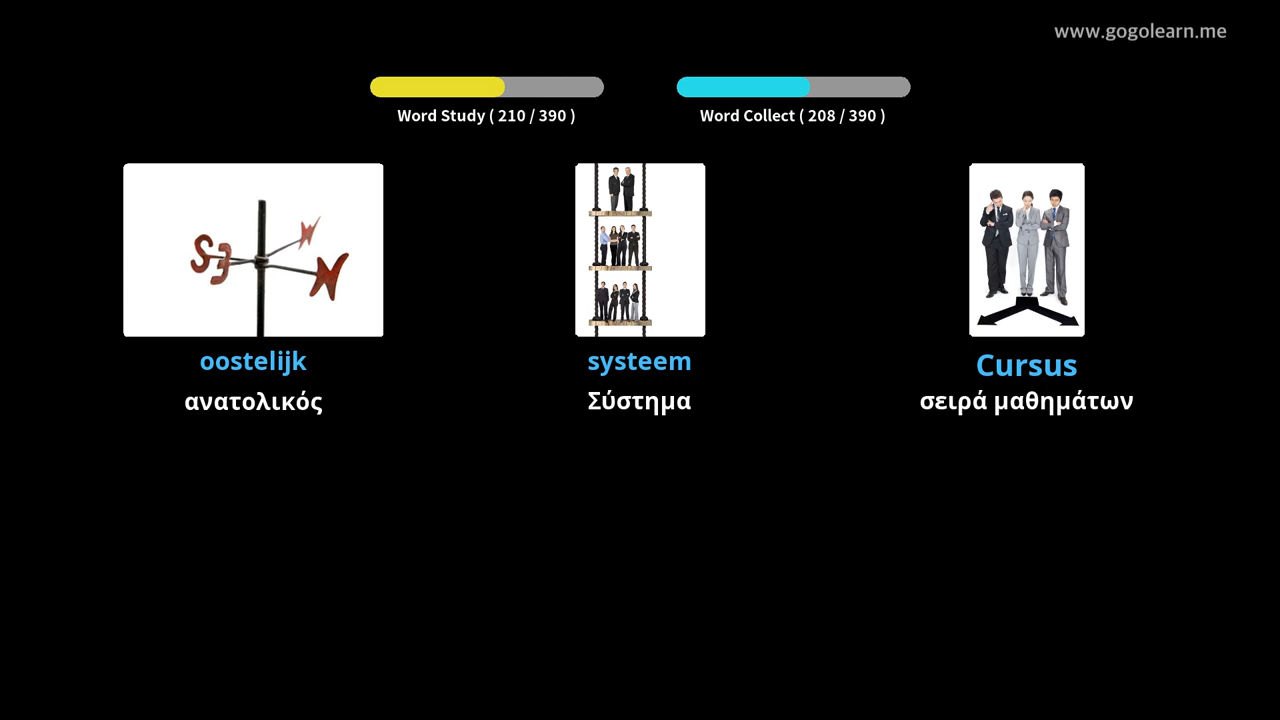 www.gogolearn.me
Word Study ( 210 / 390 )
Word Collect ( 208 / 390 )
S
E
W
N
oostelijk
systeem
Cursus
ανατολικός
Σύστημα
σειρά μαθημάτων